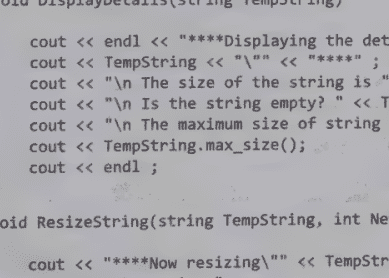 oid DisplayDetails(string TempString)
cout << endl << "****Displaying the det
cout << TempString << "\"" << "****" ;
cout << "\n The size of the string is "
cout << "\n Is the string empty? " << T
cout << "\n The maximum size of string
cout << TempString.max_size();
cout << endl ;
oid ResizeString(string TempString, int Ne
cout << "****Now resizing\"" << TempStr